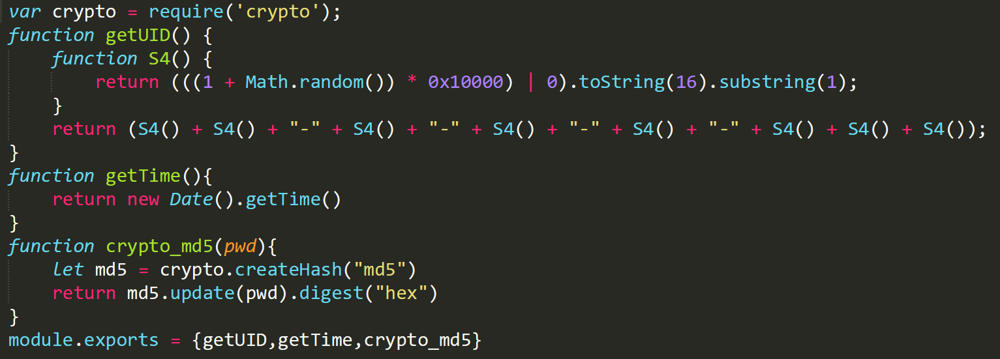 var crypto = require('crypto');
function getUID() {
    function S4() {
        return (((1 + Math.random()) * 0x10000) | 0).toString(16).substring(1);
    }
    return (S4() + S4() + "-" + S4() + "-" + S4() + "-" + S4() + "-" + S4() + S4() + S4());
}
function getTime(){
    return new Date().getTime()
}
function crypto_md5(pwd){
    let md5 = crypto.createHash("md5")
    return md5.update(pwd).digest("hex")
}
module.exports = {getUID,getTime,crypto_md5}